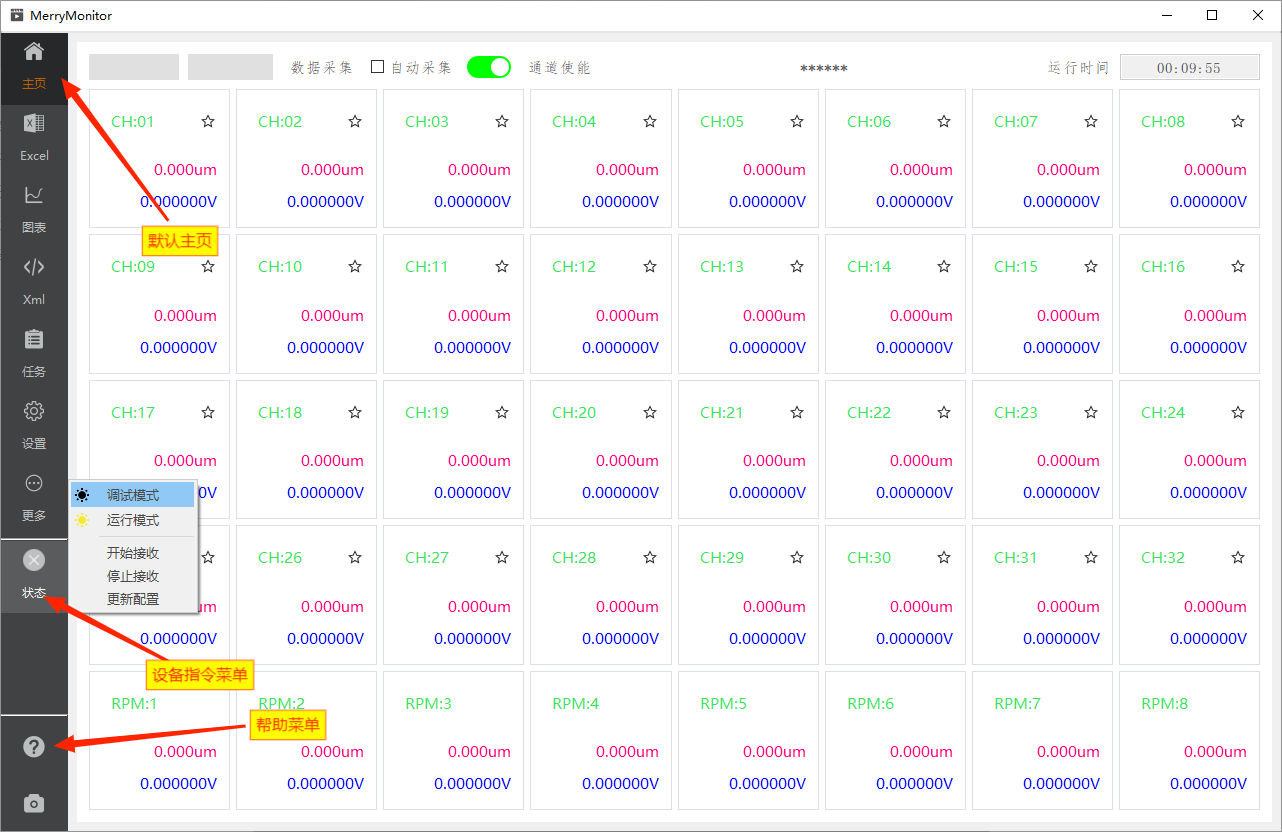 MerryMonitor
主页
Excel
图表
Xml
任务
设置
更多
状态
数据采集 自动采集 通道使能 ****** 运行时间 00:09:55
CH:01 CH:02 CH:03 CH:04 CH:05 CH:06 CH:07 CH:08
0.000um 0.000um 0.000um 0.000um 0.000um 0.000um 0.000um 0.000um
0.000000V 0.000000V 0.000000V 0.000000V 0.000000V 0.000000V 0.000000V 0.000000V
默认主页
CH:09 CH:10 CH:11 CH:12 CH:13 CH:14 CH:15 CH:16
0.000um 0.000um 0.000um 0.000um 0.000um 0.000um 0.000um 0.000um
0.000000V 0.000000V 0.000000V 0.000000V 0.000000V 0.000000V 0.000000V 0.000000V
CH:17 CH:18 CH:19 CH:20 CH:21 CH:22 CH:23 CH:24
0.000um 0.000um 0.000um 0.000um 0.000um 0.000um 0.000um 0.000um
0V 0.000000V 0.000000V 0.000000V 0.000000V 0.000000V 0.000000V 0.000000V
调试模式
运行模式
开始接收
停止接收
更新配置
CH:26 CH:27 CH:28 CH:29 CH:30 CH:31 CH:32
um 0.000um 0.000um 0.000um 0.000um 0.000um 0.000um 0.000um
0.000000V 0.000000V 0.000000V 0.000000V 0.000000V 0.000000V 0.000000V 0.000000V
设备指令菜单
RPM:1 RPM:2 RPM:3 RPM:4 RPM:5 RPM:6 RPM:7 RPM:8
帮助菜单
0.000um 0.000um 0.000um 0.000um 0.000um 0.000um 0.000um 0.000um
0.000000V 0.000000V 0.000000V 0.000000V 0.000000V 0.000000V 0.000000V 0.000000V